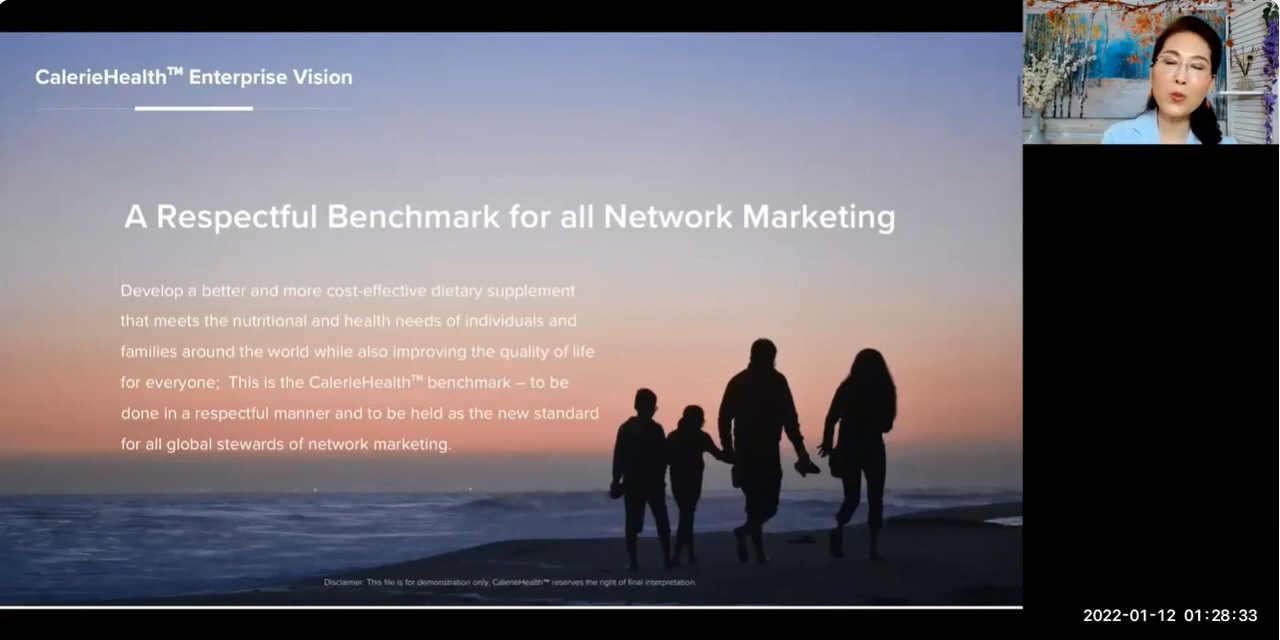 CalerieHealth™ Enterprise Vision
A Respectful Benchmark for all Network Marketing
Develop a better and more cost-effective dietary supplement
that meets the nutritional and health needs of individuals and
families around the world while also improving the quality of life
for everyone; This is the CalerieHealth™ benchmark – to be
done in a respectful manner and to be held as the new standard
for all global stewards of network marketing.
Disclaimer: This file is for demonstration only, CalerieHealth™ reserves the right of final interpretation.
2022-01-12 01:28:33